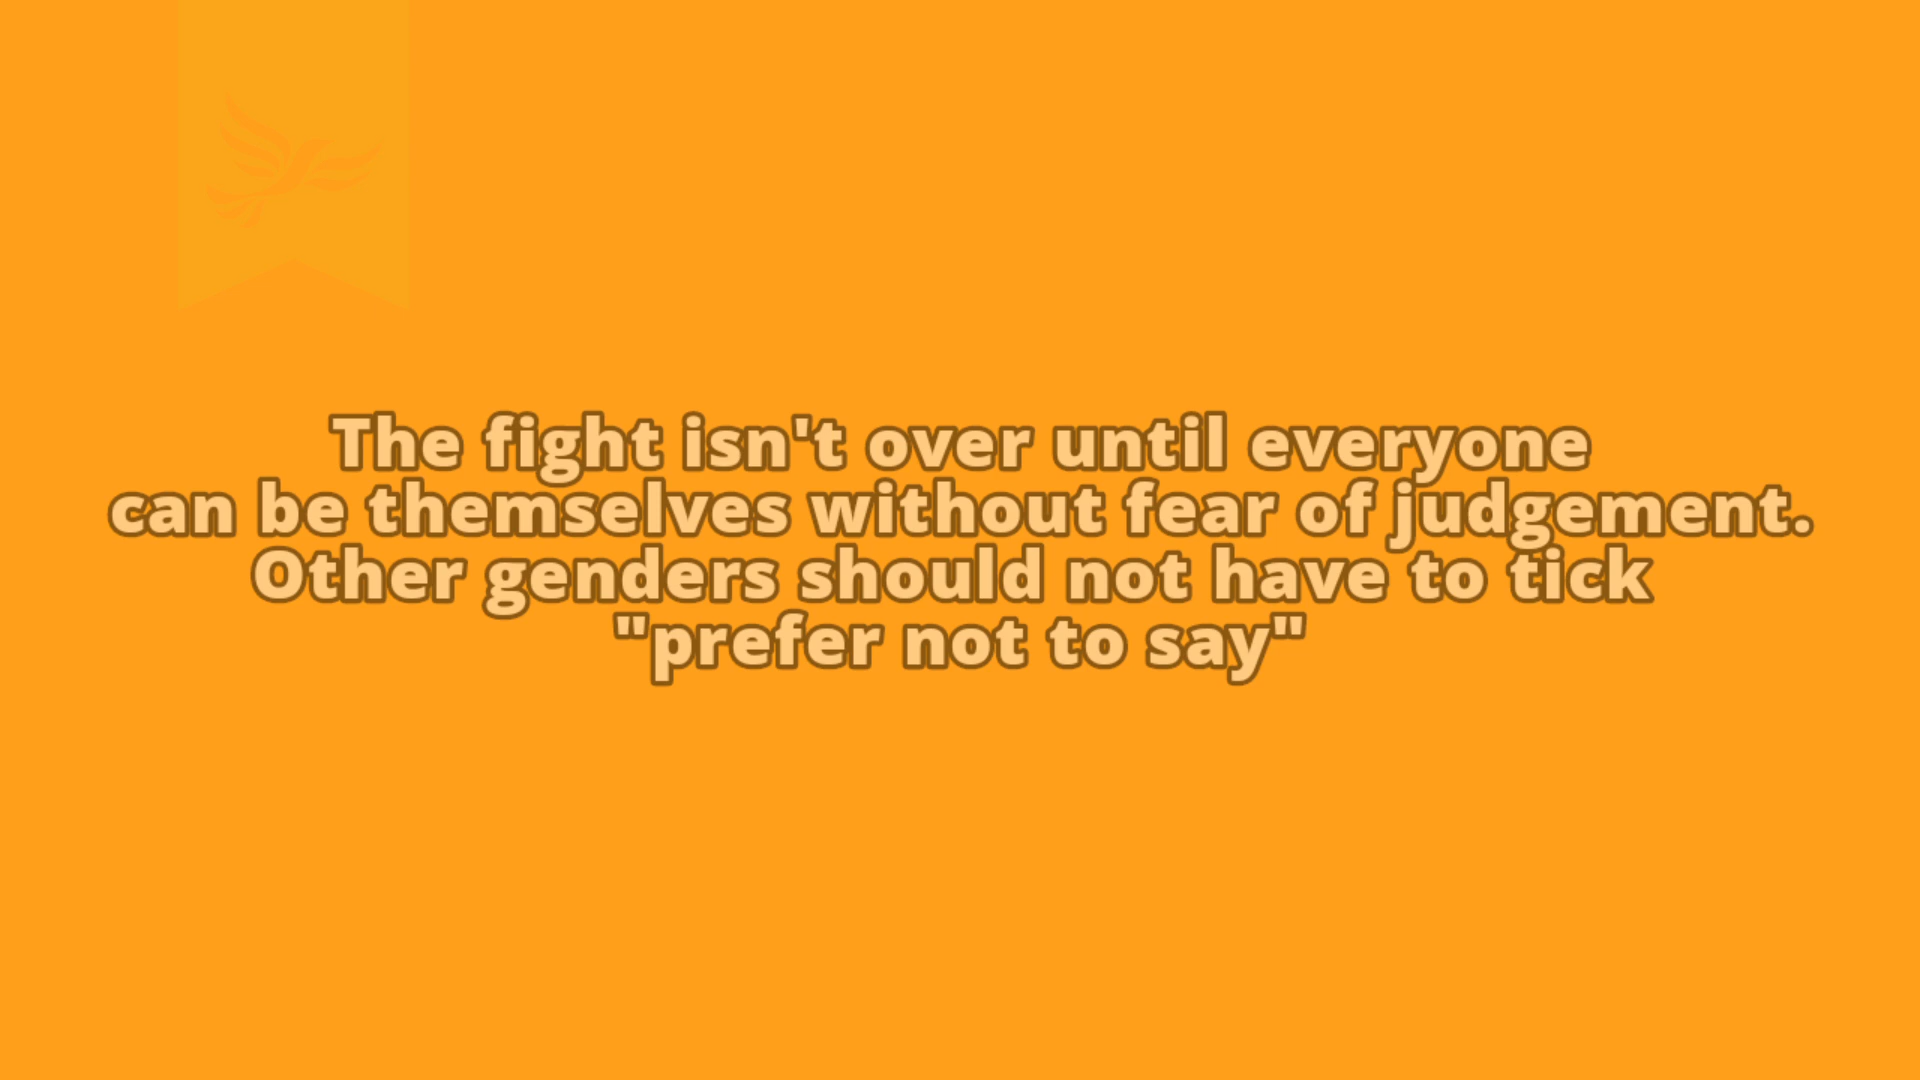 The fight isn't over until everyone
can be themselves without fear of judgement.
Other genders should not have to tick
"prefer not to say"